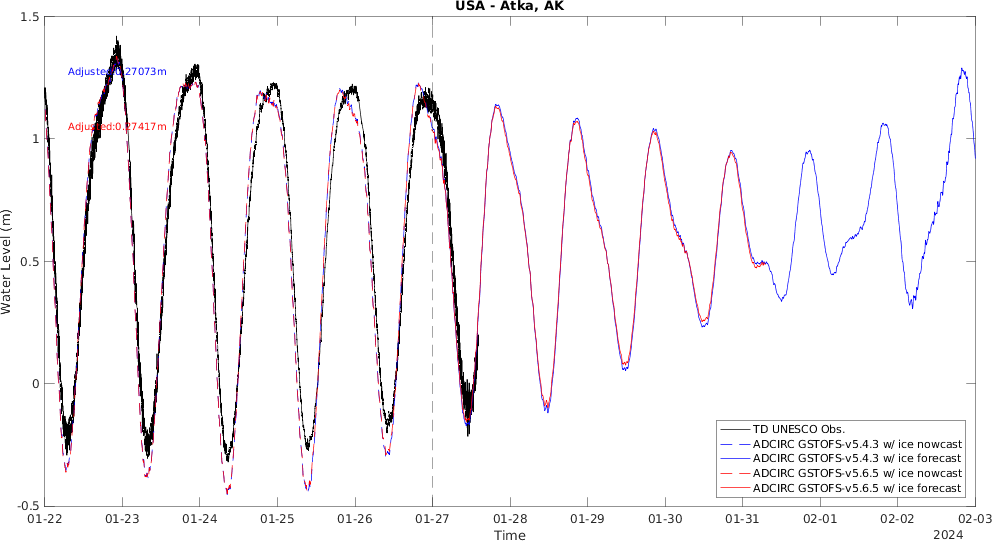 USA - Atka, AK
1.5
1
0.5
0
-0.5
Water Level (m)
Adjusted:0.27073m
Adjusted:0.27417m
TD UNESCO Obs.
ADCIRC GSTOFS-v5.4.3 w/ ice nowcast
ADCIRC GSTOFS-v5.4.3 w/ ice forecast
ADCIRC GSTOFS-v5.6.5 w/ ice nowcast
ADCIRC GSTOFS-v5.6.5 w/ ice forecast
01-22 01-23 01-24 01-25 01-26 01-27 01-28 01-29 01-30 01-31 02-01 02-02 02-03
Time
2024